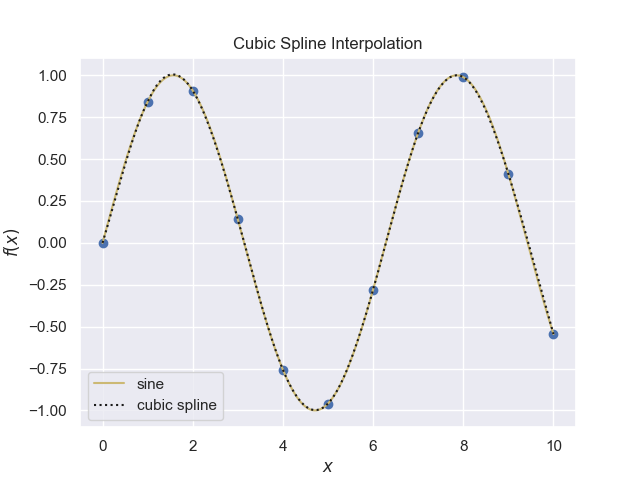 Cubic Spline Interpolation
f(x)
1.00
0.75
0.50
0.25
0.00
−0.25
−0.50
−0.75
−1.00
sine
cubic spline
0 2 4 6 8 10
x